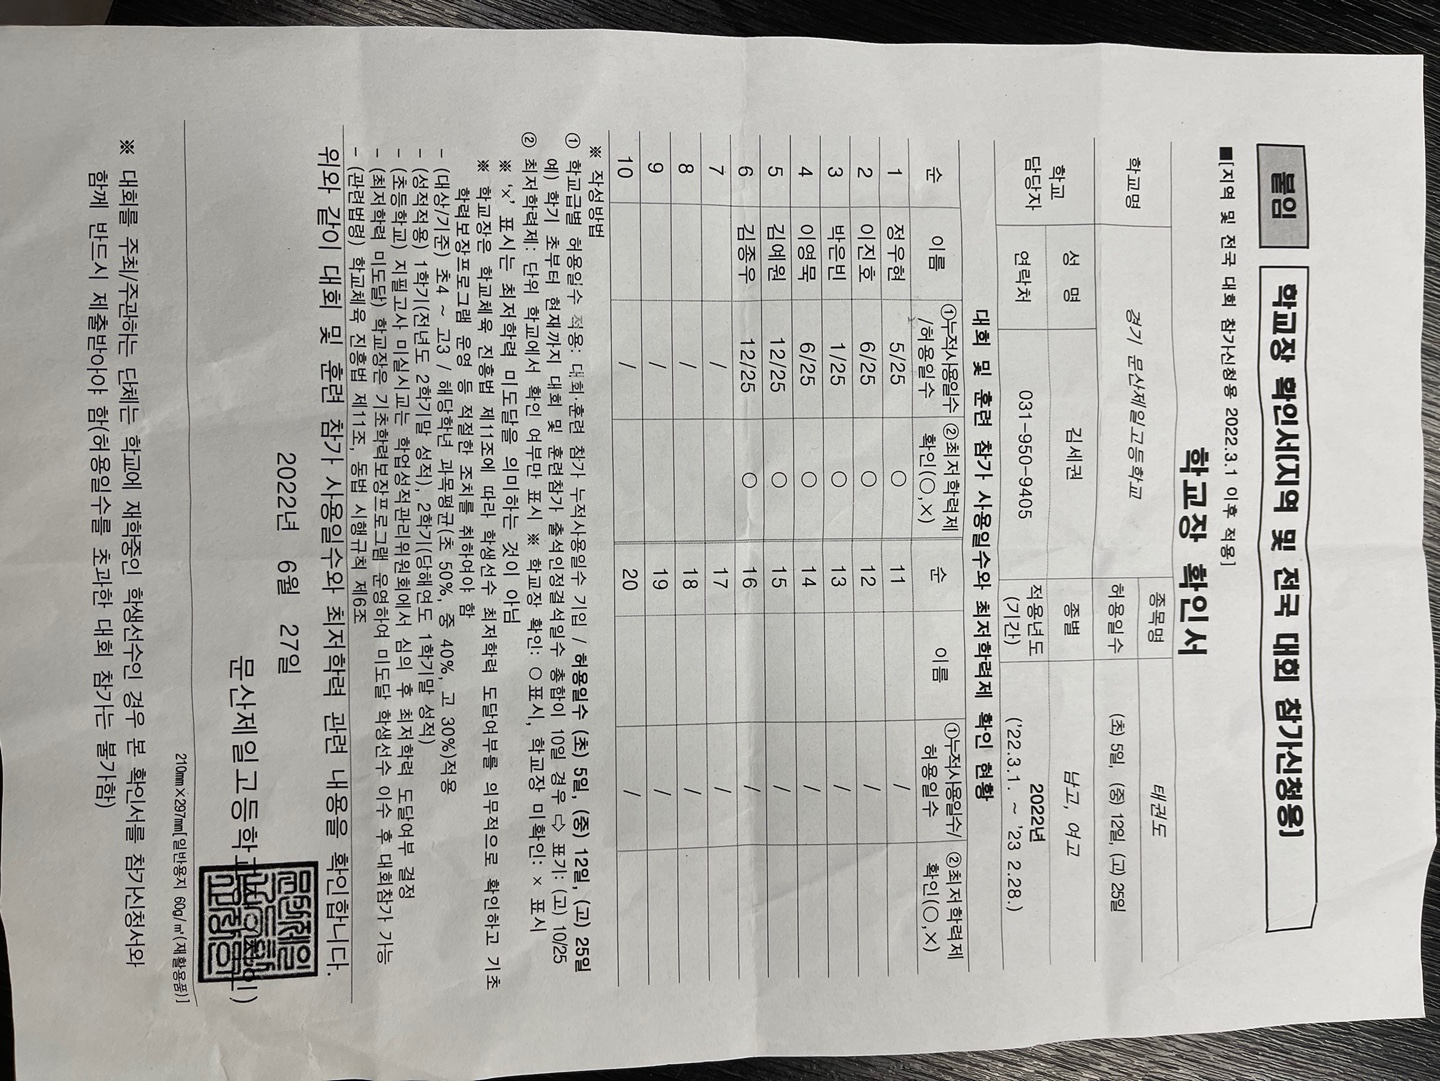 붙임 학교장 확인서(지역 및 전국 대회 참가신청용)
■[지역 및 전국 대회 참가신청용 2022.3.1 이후 적용]
학교장 확인서
학교명 경기 문산제일고등학교 종목명 태권도
허용일수 (초) 5일, (중) 12일, (고) 25일
학교 담당자 성 명 김세권 종별 남고, 여고
연락처 031-950-9405 적용년도 (기간) 2022년 ('22.3.1. ~ '23 2.28.)
대회 및 훈련 참가 사용일수와 최저학력제 확인 현황
순 이름 ①누적사용일수/허용일수 ②최저학력제 확인(○,×) 순 이름 ①누적사용일수/허용일수 ②최저학력제 확인(○,×)
1 정우현 5/25 ○ 11 /
2 이진호 6/25 ○ 12 /
3 박은빈 1/25 ○ 13 /
4 이영묵 6/25 ○ 14 /
5 김예원 12/25 ○ 15 /
6 김종우 12/25 ○ 16 /
7 / 17 /
8 / 18 /
9 / 19 /
10 / 20 /
※ 작성방법
① 학교급별 허용일수 적용: 대회·훈련 참가 누적사용일수 기입 / 허용일수 (초) 5일, (중) 12일, (고) 25일
예) 학기 초부터 현재까지 대회 및 훈련참가 출석인정결석일수 총합이 10일 경우 ⇨ 표기: (고) 10/25
② 최저학력제: 단위 학교에서 확인 여부만 표시 ※ 학교장 확인: ○표시, 학교장 미확인: × 표시
※ '×' 표시는 최저학력 미도달을 의미하는 것이 아님
※ 학교장은 학교체육 진흥법 제11조에 따라 학생선수 최저학력 도달여부를 의무적으로 확인하고 기초
학력보장프로그램 운영 등 적절한 조치를 취하여야 함
- (대상/기준) 초4 ~ 고3 / 해당학년 과목평균(초 50%, 중 40%, 고 30%)적용
- (성적적용) 1학기(전년도 2학기말 성적), 2학기(당해연도 1학기말 성적)
- (초등학교) 지필고사 미실시교는 학업성적관리위원회에서 심의 후 최저학력 도달여부 결정
- (최저학력 미도달) 학교장은 기초학력보장프로그램 운영하여 미도달 학생선수 이수 후 대회참가 가능
- (관련법령) 학교체육 진흥법 제11조, 동법 시행규칙 제6조
위와 같이 대회 및 훈련 참가 사용일수와 최저학력 관련 내용을 확인합니다.
2022년 6월 27일
문산제일고등학교
210mm×297mm[일반용지 60g/㎡(재활용품)]
※ 대회를 주최/주관하는 단체는 학교에 재학중인 학생선수인 경우 본 확인서를 참가신청서와
함께 반드시 제출받아야 함(허용일수를 초과한 대회 참가는 불가함)